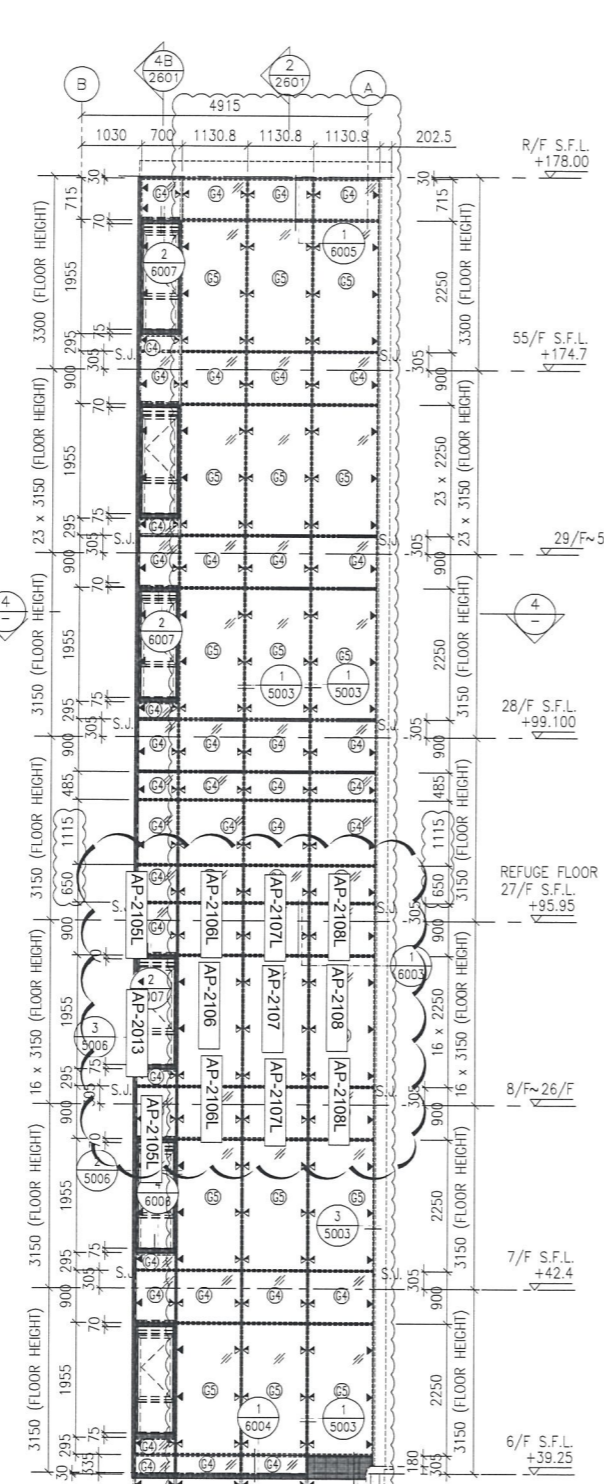 4B
2601
2
2601
B
A
4915
1030 700 1130.8 1130.8 1130.9 202.5
R/F S.F.L.
+178.00
30
715
G4 G4 G4 G4
30
715
70
2
6007
1
6005
3300 (FLOOR HEIGHT)
1955
G5 G5 G5
2250
3300 (FLOOR HEIGHT)
75
295
305
S.J.
G4
S.J.
305
55/F S.F.L.
+174.7
900
G4 G4 G4 G4
900
70
23 x 3150 (FLOOR HEIGHT)
1955
G5 G5 G5
23 x 2250
23 x 3150 (FLOOR HEIGHT)
75
295
305
S.J.
G4
S.J.
305
29/F~5
900
G4 G4 G4 G4
900
70
4
-
2
6007
4
-
3150 (FLOOR HEIGHT)
1955
G5 G5
1
5003
1
5003
2250
3150 (FLOOR HEIGHT)
75
295
305
S.J.
G4
S.J.
305
28/F S.F.L.
+99.100
900
G4 G4 G4 G4
900
485
G4 G4 G4 G4
485
3150 (FLOOR HEIGHT)
1115
G4 G4 G4
1115
3150 (FLOOR HEIGHT)
650
G4
650
REFUGE FLOOR
27/F S.F.L.
+95.95
AP-2105L
AP-2106L
AP-2107L
AP-2108L
S.J.
305
900
900
70
1
6003
16 x 3150 (FLOOR HEIGHT)
1955
AP-2013
AP-2106
AP-2107
AP-2108
16 x 2250
16 x 3150 (FLOOR HEIGHT)
3
5006
75
295
S.J.
G4
S.J.
305
8/F~26/F
900
AP-2105L
AP-2106L
AP-2107L
AP-2108L
900
5006
3150 (FLOOR HEIGHT)
1955
G5 G5 G5
3
5003
2250
3150 (FLOOR HEIGHT)
75
295
305
S.J.
G4
S.J.
305
7/F S.F.L.
+42.4
900
G4 G4 G4 G4
900
70
3150 (FLOOR HEIGHT)
1955
G5 G5
1
6004
1
5003
2250
3150 (FLOOR HEIGHT)
75
295
G4
6/F S.F.L.
+39.25
335
30
G4 G4 G4
180
305